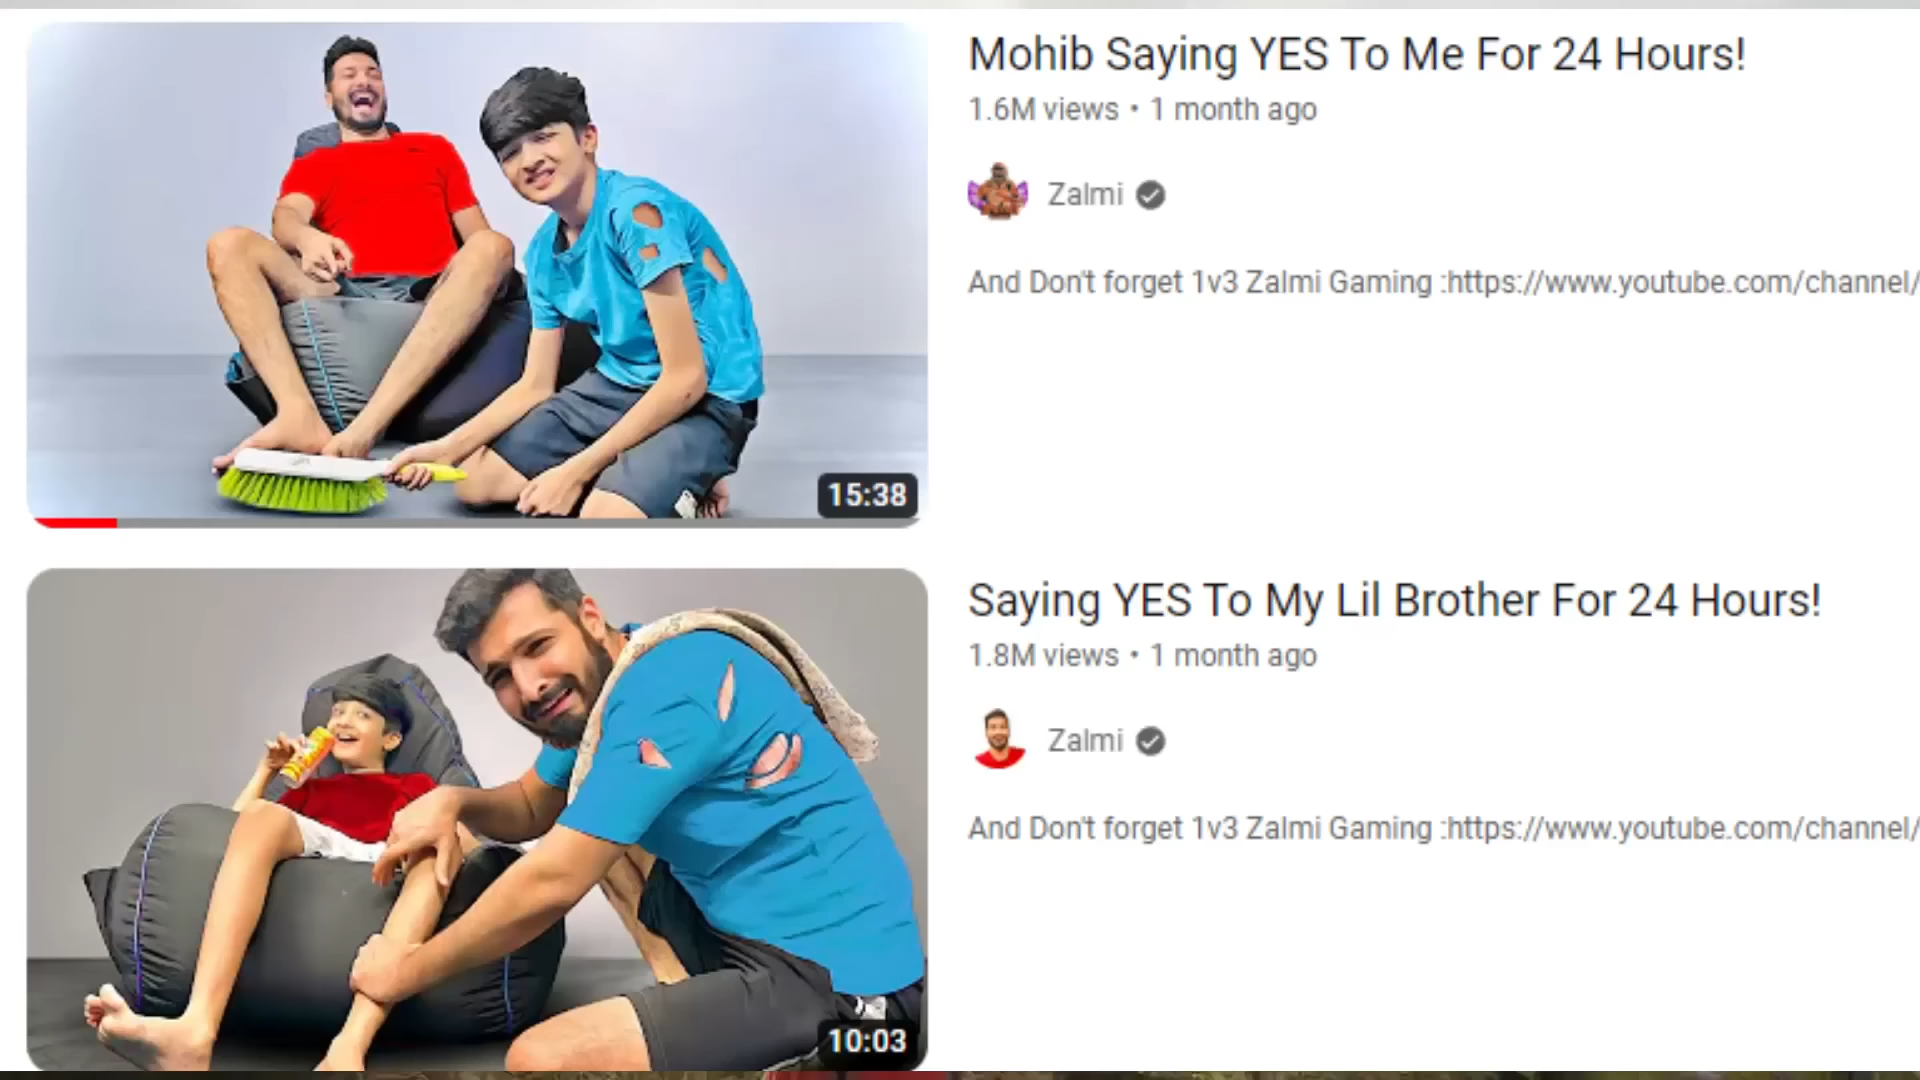 Mohib Saying YES To Me For 24 Hours!
1.6M views • 1 month ago
Zalmi
And Don't forget 1v3 Zalmi Gaming :https://www.youtube.com/channel/
15:38
Saying YES To My Lil Brother For 24 Hours!
1.8M views • 1 month ago
Zalmi
And Don't forget 1v3 Zalmi Gaming :https://www.youtube.com/channel/
10:03